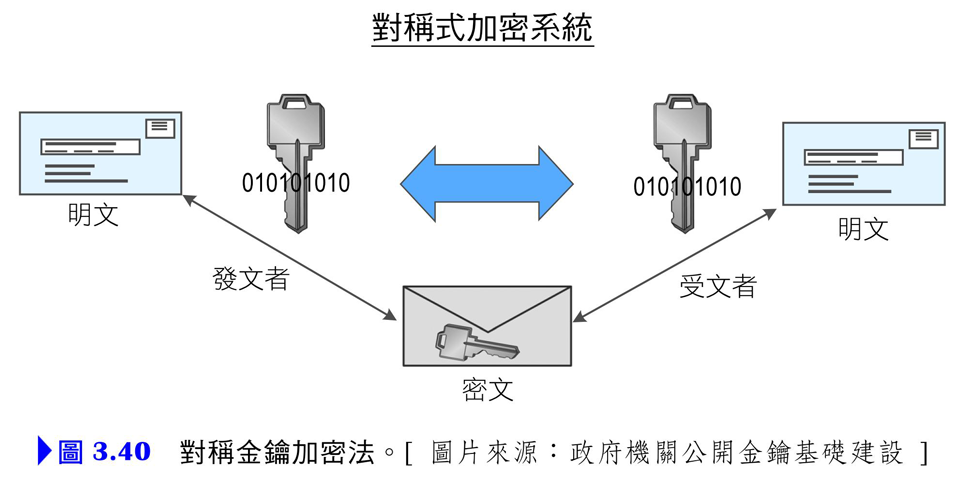 對稱式加密系統
010101010
010101010
明文
明文
發文者
受文者
密文
圖 3.40 對稱金鑰加密法。[ 圖片來源：政府機關公開金鑰基礎建設 ]